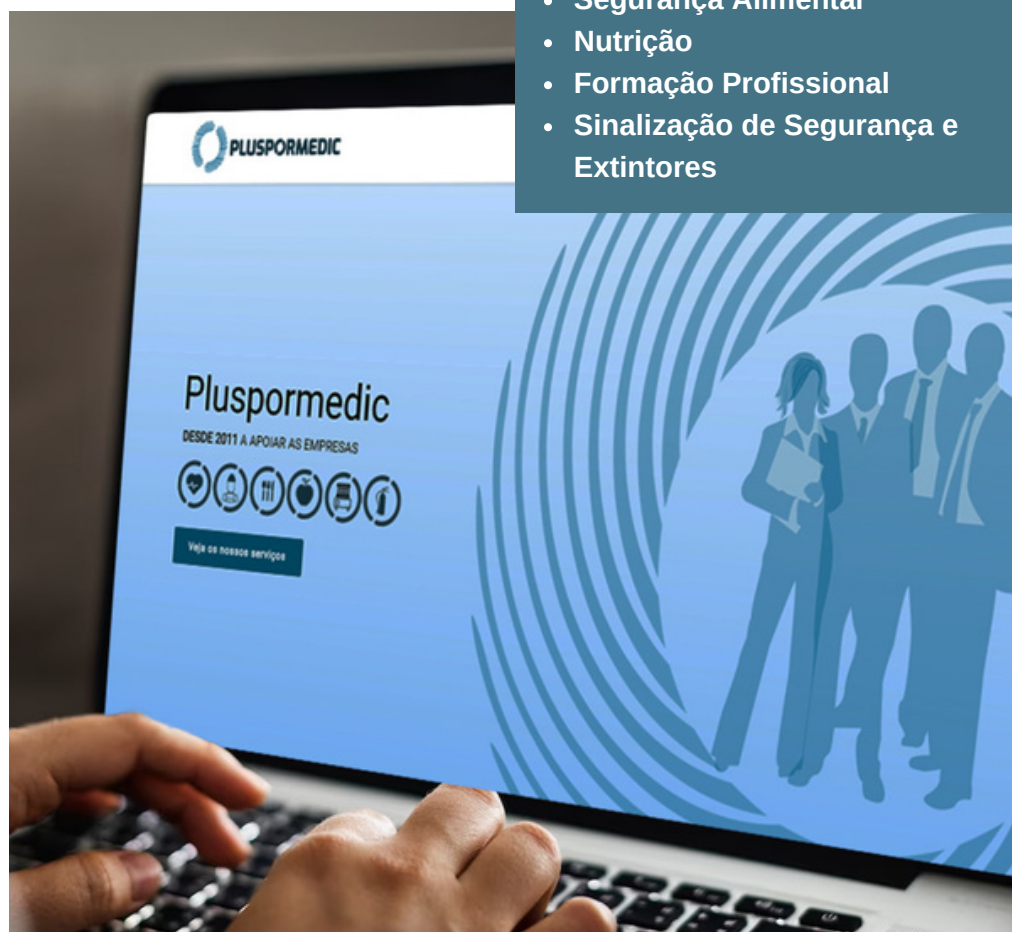 Segurança Alimentar
Nutrição
Formação Profissional
Sinalização de Segurança e
Extintores
PLUSPORMEDIC
Pluspormedic
DESDE 2011 A APOIAR AS EMPRESAS
Veja os nossos serviços